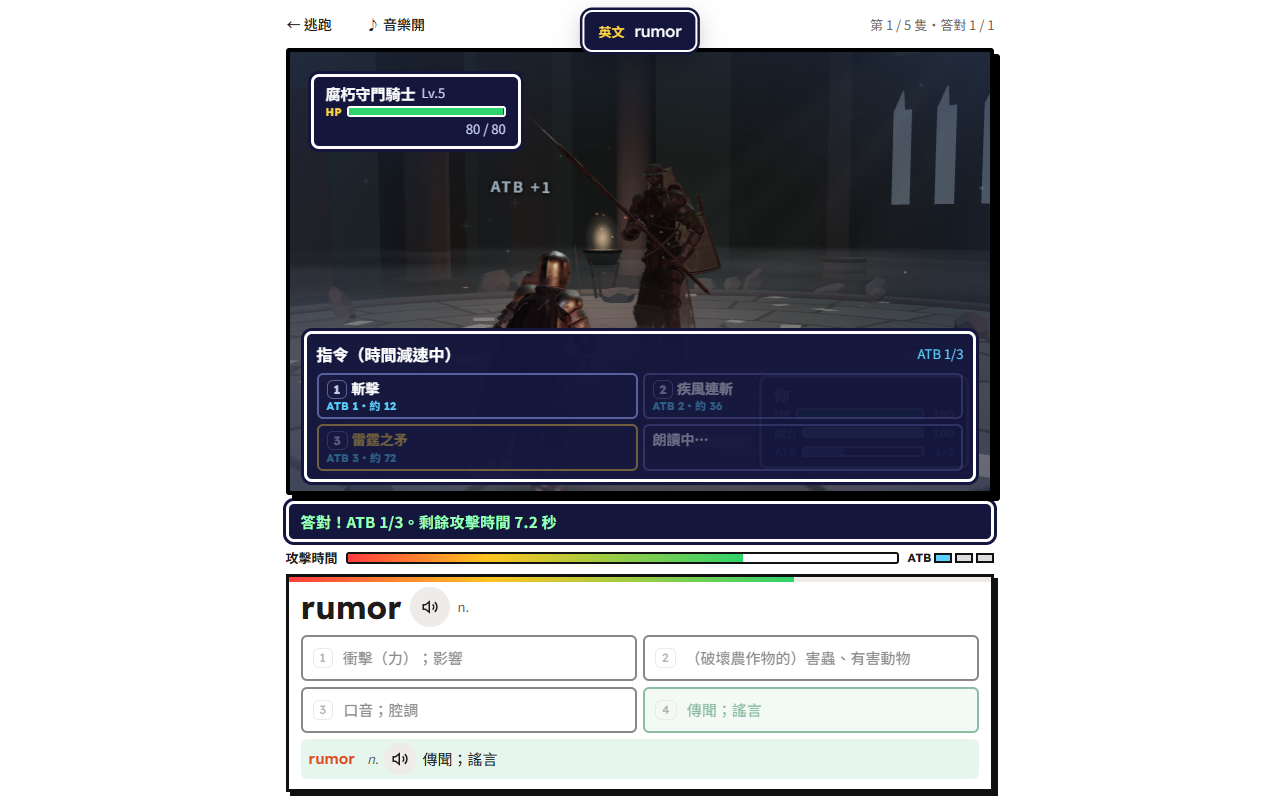 ← 逃跑
♪ 音樂開
英文 rumor
第 1 / 5 隻・答對 1 / 1
腐朽守門騎士 Lv.5
HP
80 / 80
ATB +1
指令（時間減速中）
ATB 1/3
1 斬擊
ATB 1・約 12
2 疾風連斬
ATB 2・約 36
3 雷霆之矛
ATB 3・約 72
朗讀中⋯
你
答對！ATB 1/3。剩餘攻擊時間 7.2 秒
攻擊時間
ATB
rumor n.
1 衝擊（力）；影響
2 （破壞農作物的）害蟲、有害動物
3 口音；腔調
4 傳聞；謠言
rumor n. 傳聞；謠言